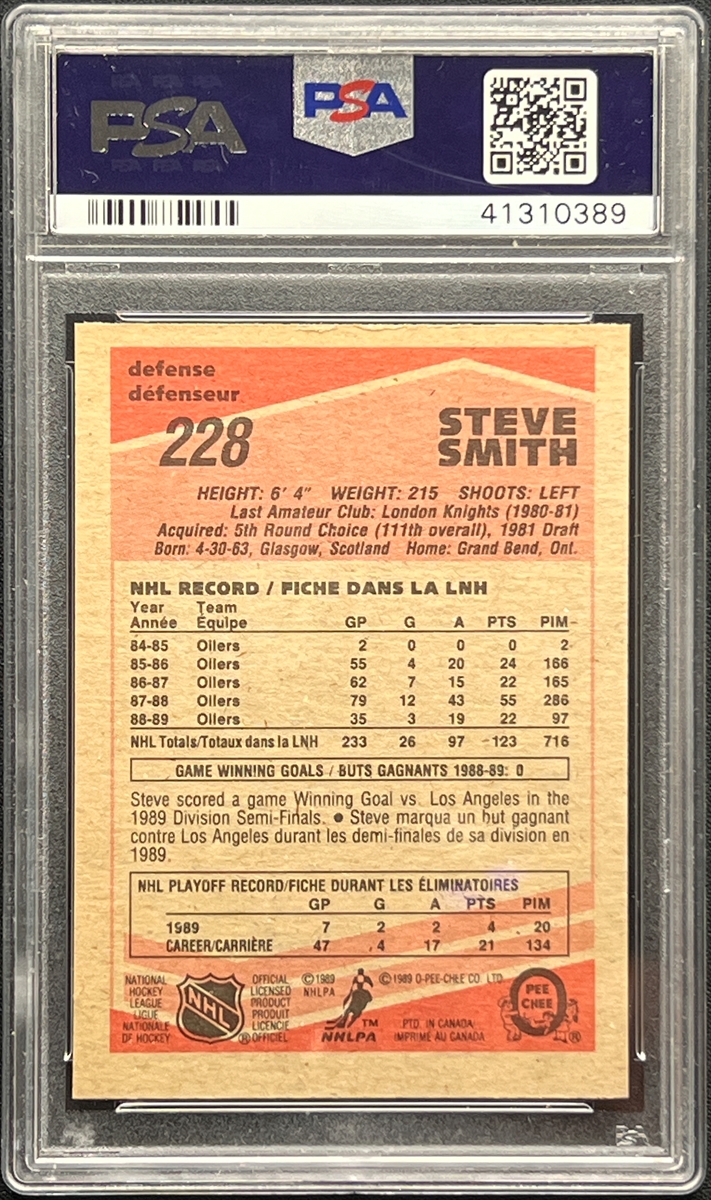 PSA
PSA
41310389
defense
défenseur
228
STEVE
SMITH
HEIGHT: 6' 4" WEIGHT: 215 SHOOTS: LEFT
Last Amateur Club: London Knights (1980-81)
Acquired: 5th Round Choice (111th overall), 1981 Draft
Born: 4-30-63, Glasgow, Scotland Home: Grand Bend, Ont.
NHL RECORD / FICHE DANS LA LNH
Year Team
Année Équipe GP G A PTS PIM
84-85 Oilers 2 0 0 0 2
85-86 Oilers 55 4 20 24 166
86-87 Oilers 62 7 15 22 165
87-88 Oilers 79 12 43 55 286
88-89 Oilers 35 3 19 22 97
NHL Totals/Totaux dans la LNH 233 26 97 123 716
GAME WINNING GOALS / BUTS GAGNANTS 1988-89: 0
Steve scored a game Winning Goal vs. Los Angeles in the
1989 Division Semi-Finals. ● Steve marqua un but gagnant
contre Los Angeles durant les demi-finales de sa division en
1989.
NHL PLAYOFF RECORD/FICHE DURANT LES ÉLIMINATOIRES
GP G A PTS PIM
1989 7 2 2 4 20
CAREER/CARRIÈRE 47 4 17 21 134
NATIONAL
HOCKEY
LEAGUE
LIGUE
NATIONALE
DE HOCKEY
NHL
OFFICIAL
LICENSED
PRODUCT
PRODUIT
LICENCIÉ
® OFFICIEL
© 1989
NHLPA
TM
NHLPA
© 1989 O-PEE-CHEE CO. LTD.
PTD. IN CANADA
IMPRIMÉ AU CANADA
PEE
CHEE
®